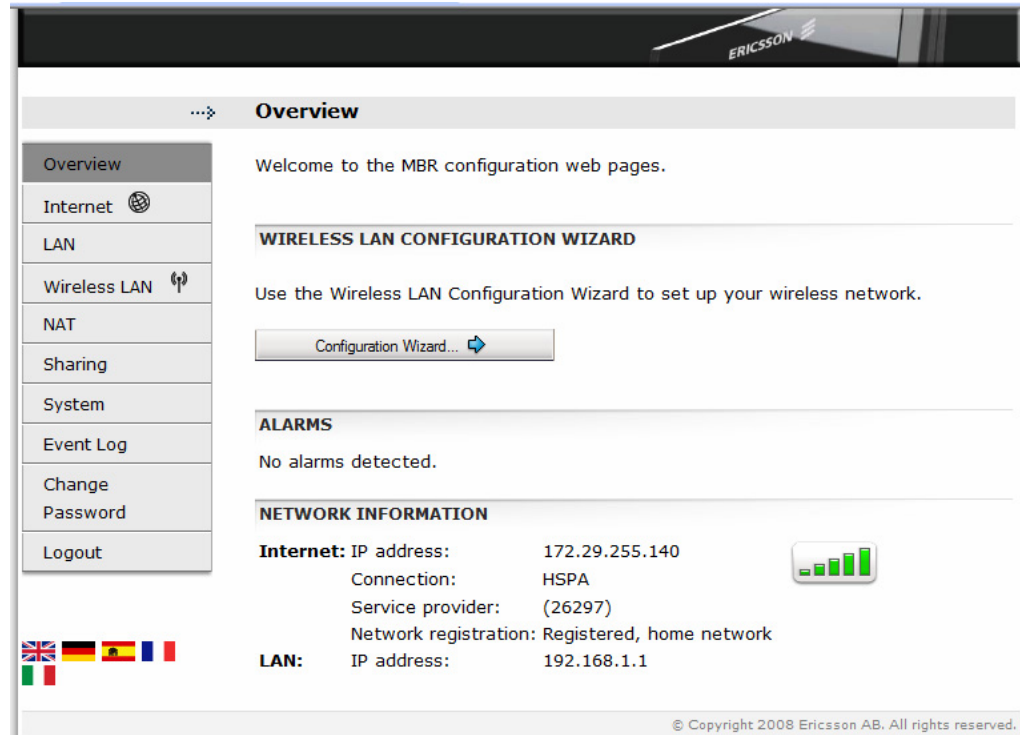 ERICSSON
Overview
Overview
Internet
LAN
Wireless LAN
NAT
Sharing
System
Event Log
Change
Password
Logout
Welcome to the MBR configuration web pages.
WIRELESS LAN CONFIGURATION WIZARD
Use the Wireless LAN Configuration Wizard to set up your wireless network.
Configuration Wizard...
ALARMS
No alarms detected.
NETWORK INFORMATION
Internet: IP address: 172.29.255.140
Connection: HSPA
Service provider: (26297)
Network registration: Registered, home network
LAN: IP address: 192.168.1.1
© Copyright 2008 Ericsson AB. All rights reserved.